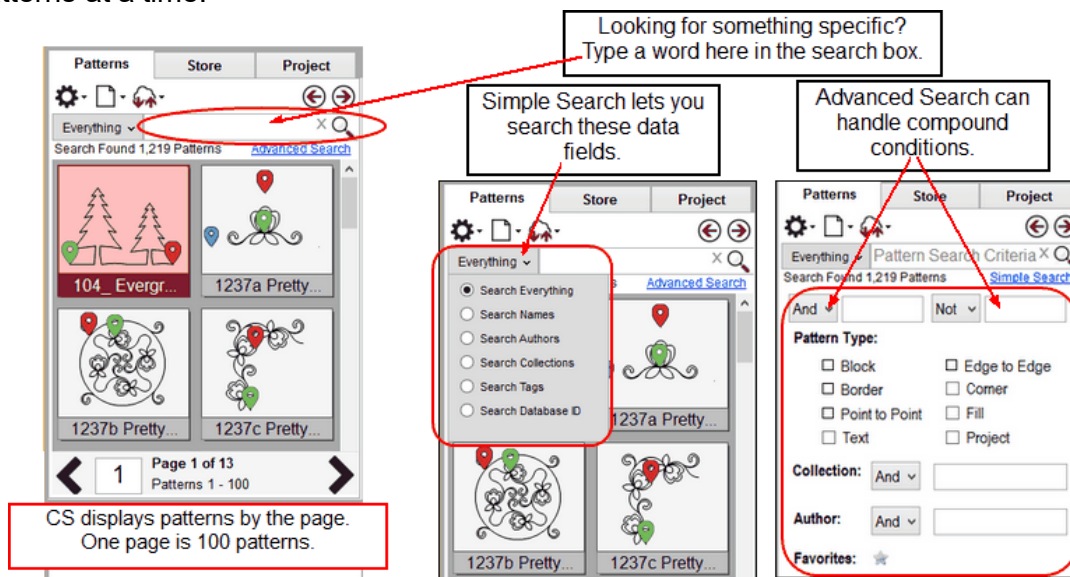 tterns at a time.
Looking for something specific?
Type a word here in the search box.
Simple Search lets you
search these data
fields.
Advanced Search can
handle compound
conditions.
Patterns Store Project
Everything
Search Found 1,219 Patterns Advanced Search
104_ Evergr... 1237a Pretty...
1237b Pretty... 1237c Pretty...
1 Page 1 of 13
Patterns 1 - 100
CS displays patterns by the page.
One page is 100 patterns.
Patterns Store Project
Everything
s Advanced Search
Search Everything
Search Names
Search Authors
Search Collections
Search Tags
Search Database ID
1237a Pretty...
1237b Pretty... 1237c Pretty...
Patterns Store Project
Everything Pattern Search Criteria X
Search Found 1,219 Patterns Simple Search
And Not
Pattern Type:
Block Edge to Edge
Border Corner
Point to Point Fill
Text Project
Collection: And
Author: And
Favorites: